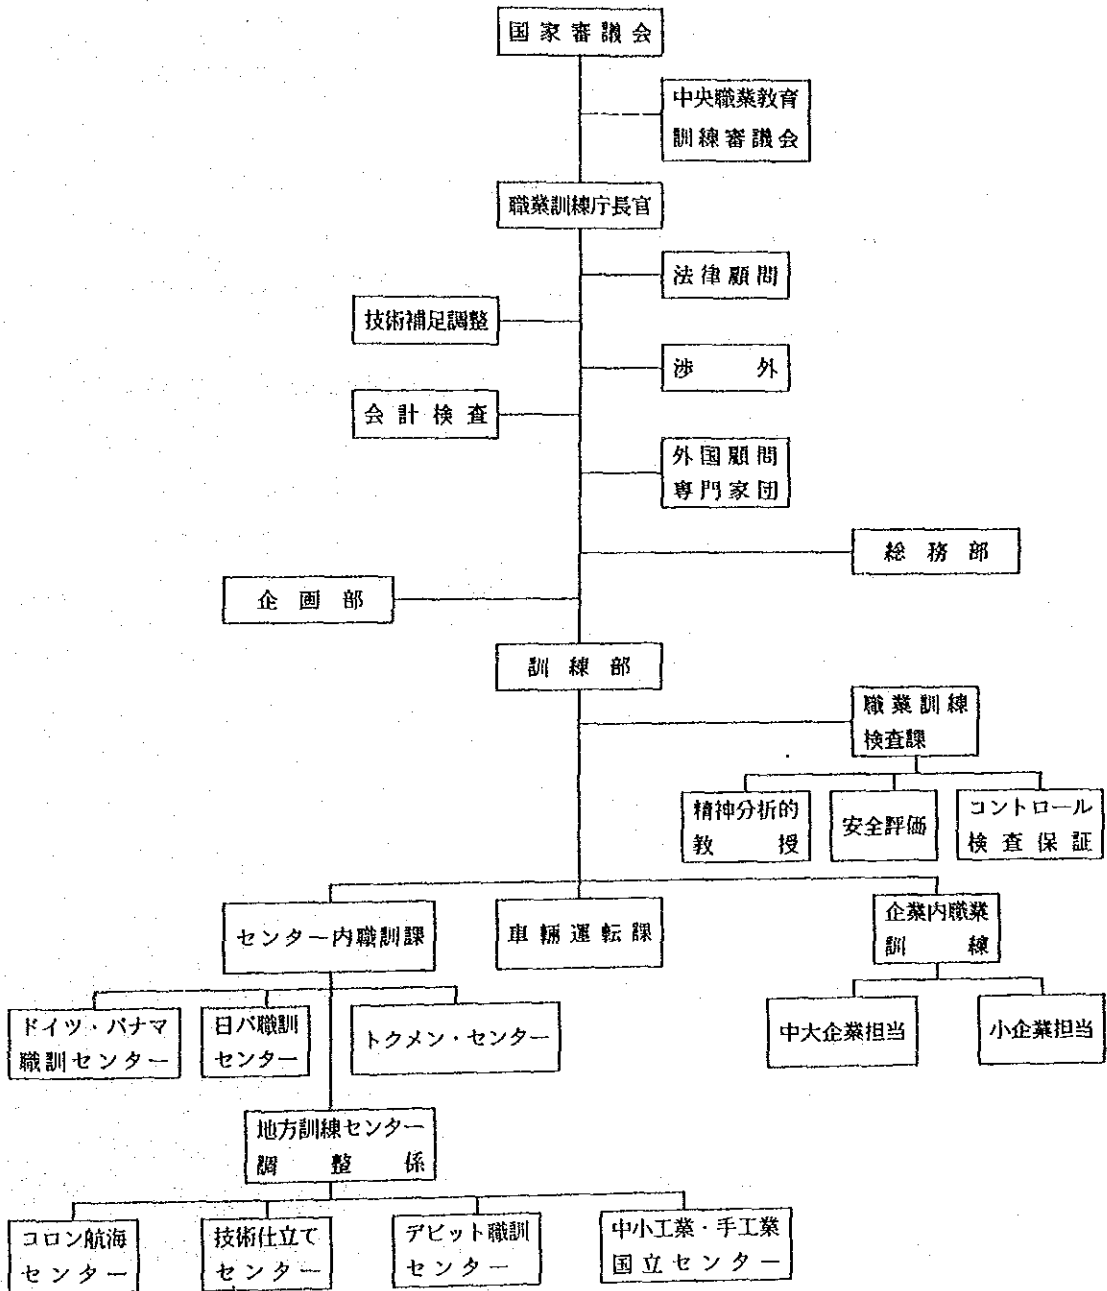 国家審議会
中央職業教育
訓練審議会
職業訓練庁長官
法律顧問
技術補足調整
渉外
会計検査
外国顧問
専門家団
総務部
企画部
訓練部
職業訓練
検査課
精神分析的
教授
安全評価
コントロール
検査保証
センター内職訓課
車輛運転課
企業内職業
訓練
ドイツ・パナマ
職訓センター
日パ職訓
センター
トクメン・センター
中大企業担当
小企業担当
地方訓練センター
調整係
コロン航海
センター
技術仕立て
センター
デビット職訓
センター
中小工業・手工業
国立センター